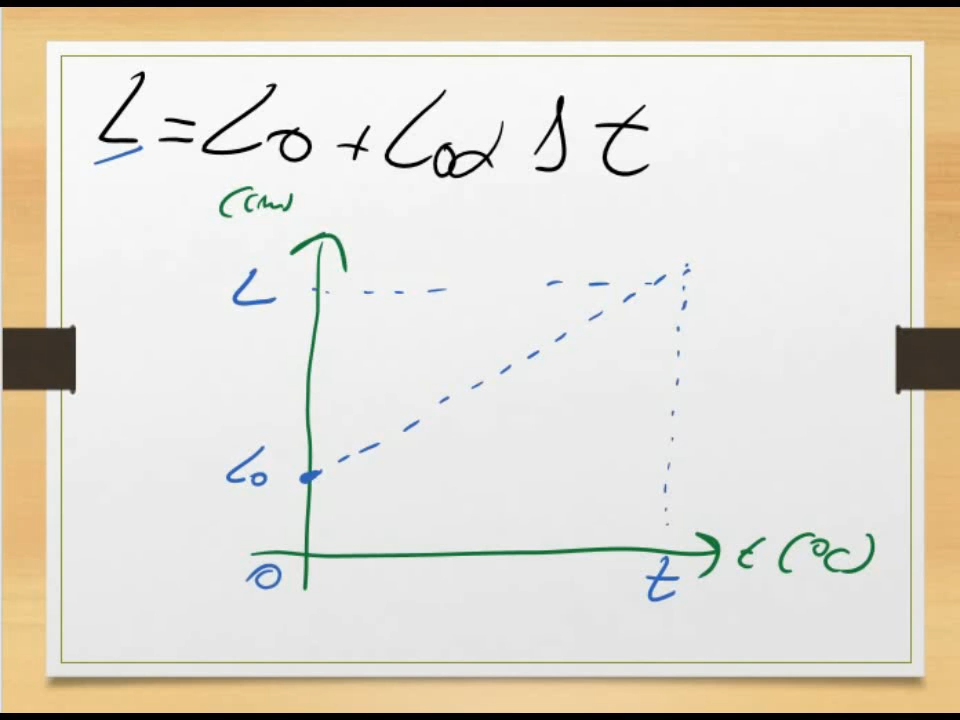 L = L₀ + L₀α Δt
(cm)
L
L₀
0
t
t (°C)